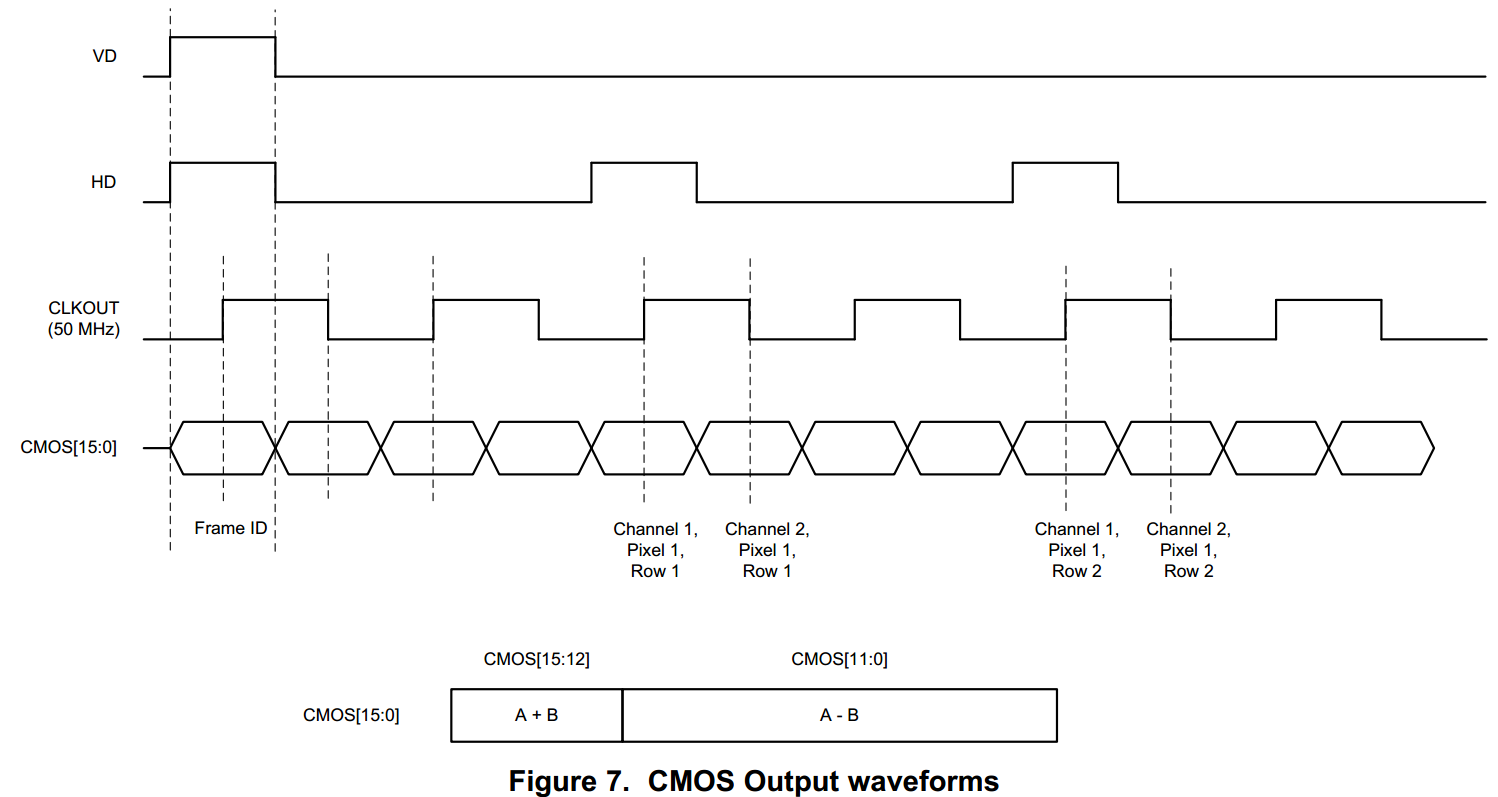 VD
HD
CLKOUT
(50 MHz)
CMOS[15:0]
Frame ID
Channel 1,
Pixel 1,
Row 1
Channel 2,
Pixel 1,
Row 1
Channel 1,
Pixel 1,
Row 2
Channel 2,
Pixel 1,
Row 2
CMOS[15:12]
CMOS[11:0]
CMOS[15:0]
A + B
A - B
Figure 7. CMOS Output waveforms